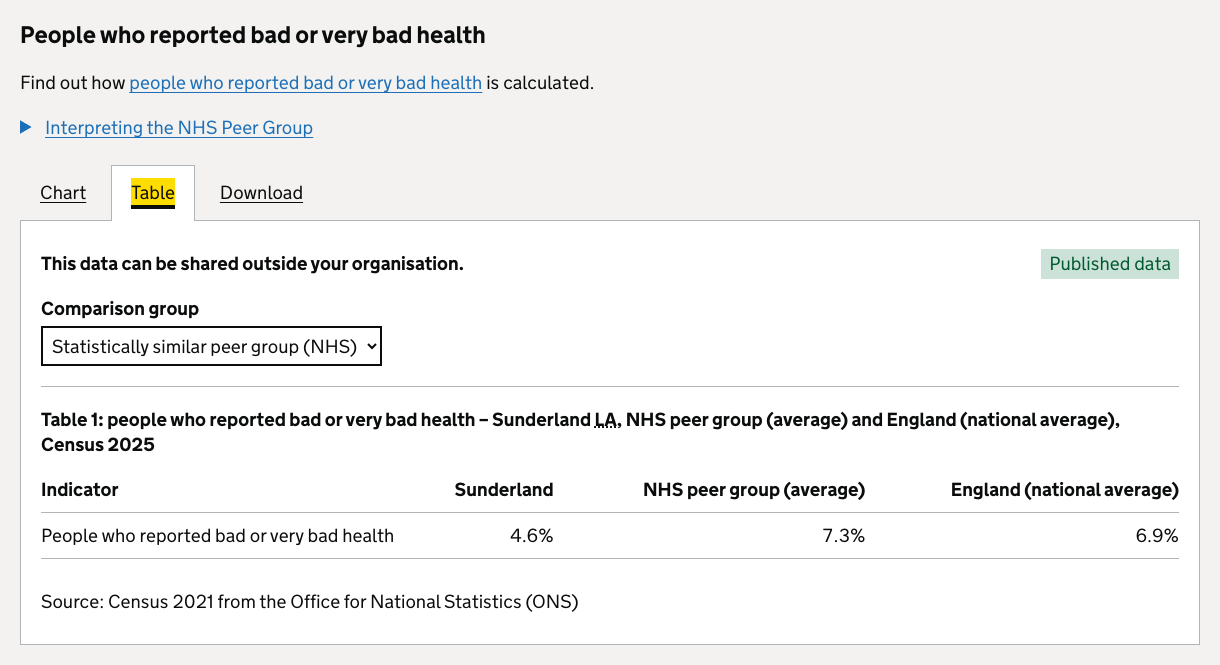 People who reported bad or very bad health
Find out how people who reported bad or very bad health is calculated.
Interpreting the NHS Peer Group
Chart Table Download
This data can be shared outside your organisation. Published data
Comparison group
Statistically similar peer group (NHS)
Table 1: people who reported bad or very bad health – Sunderland LA, NHS peer group (average) and England (national average),
Census 2025
Indicator Sunderland NHS peer group (average) England (national average)
People who reported bad or very bad health 4.6% 7.3% 6.9%
Source: Census 2021 from the Office for National Statistics (ONS)